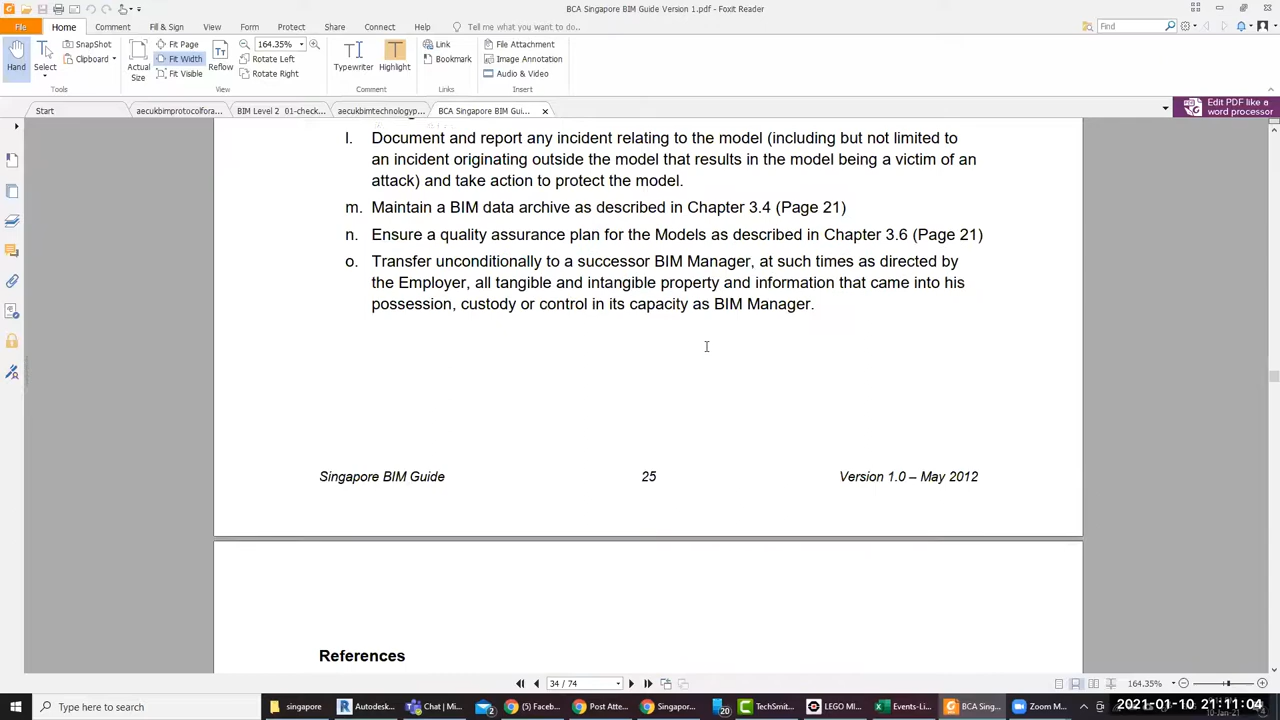 BCA Singapore BIM Guide Version 1.pdf - Foxit Reader
File Home Comment Fill & Sign View Form Protect Share Connect Help Tell me what you want to do... Find
Hand Select SnapShot Clipboard Actual Size Fit Page Fit Width Fit Visible Reflow 164.35% Rotate Left Rotate Right Typewriter Highlight Link Bookmark File Attachment Image Annotation Audio & Video
Tools View Comment Links Insert
Start aecukbimprotocolfora... BIM Level 2 01-check... aecukbimtechnologyp... BCA Singapore BIM Gui... Edit PDF like a word processor
l. Document and report any incident relating to the model (including but not limited to
an incident originating outside the model that results in the model being a victim of an
attack) and take action to protect the model.
m. Maintain a BIM data archive as described in Chapter 3.4 (Page 21)
n. Ensure a quality assurance plan for the Models as described in Chapter 3.6 (Page 21)
o. Transfer unconditionally to a successor BIM Manager, at such times as directed by
the Employer, all tangible and intangible property and information that came into his
possession, custody or control in its capacity as BIM Manager.
Singapore BIM Guide 25 Version 1.0 – May 2012
References
34 / 74 164.35%
Type here to search singapore Autodesk... Chat | Mi... 2 (5) Faceb... Post Atte... Singapor... 20 TechSmit... LEGO MI... Events-Li... BCA Sing... Zoom M... 2021-01-10 21:11:04